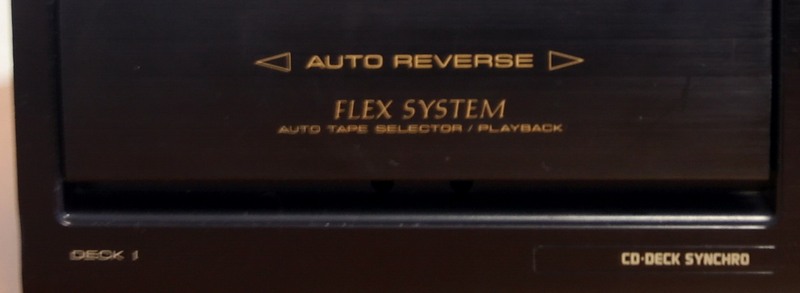 AUTO REVERSE
FLEX SYSTEM
AUTO TAPE SELECTOR / PLAYBACK
DECK 1
CD·DECK SYNCHRO